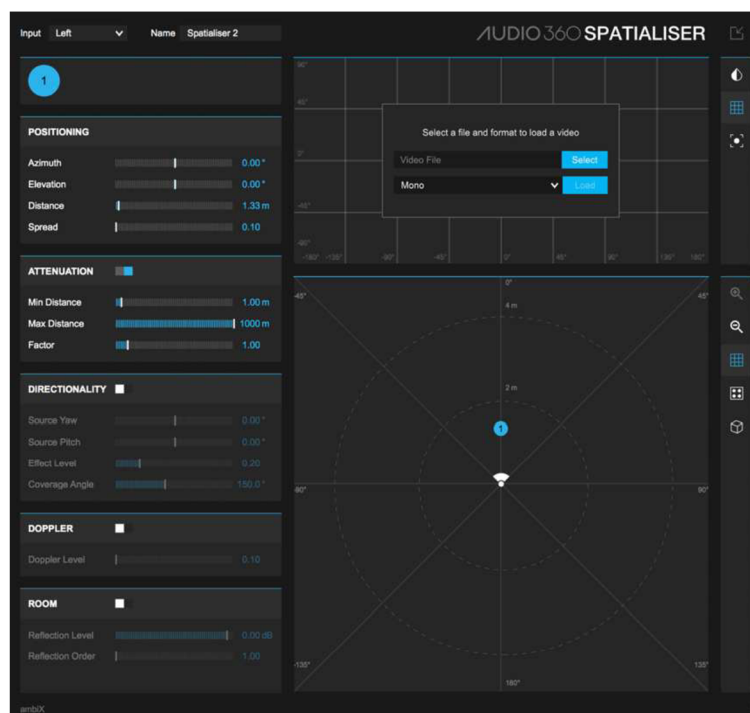 Input Left Name Spatialiser 2
AUDIO 360 SPATIALISER
1
POSITIONING
Azimuth 0.00°
Elevation 0.00°
Distance 1.33 m
Spread 0.10
ATTENUATION
Min Distance 1.00 m
Max Distance 1000 m
Factor 1.00
DIRECTIONALITY
Source Yaw 0.00°
Source Pitch 0.00°
Effect Level 0.20
Coverage Angle 150.0°
DOPPLER
Doppler Level 0.10
ROOM
Reflection Level 0.00 dB
Reflection Order 1.00
ambiX
90°
45°
Select a file and format to load a video
0°
Video File Select
Mono Load
-45°
-90°
-180° -135° -90° -45° 0° 45° 90° 135° 180°
0°
-45° 45°
4 m
2 m
1
-90° 90°
-135° 135°
180°